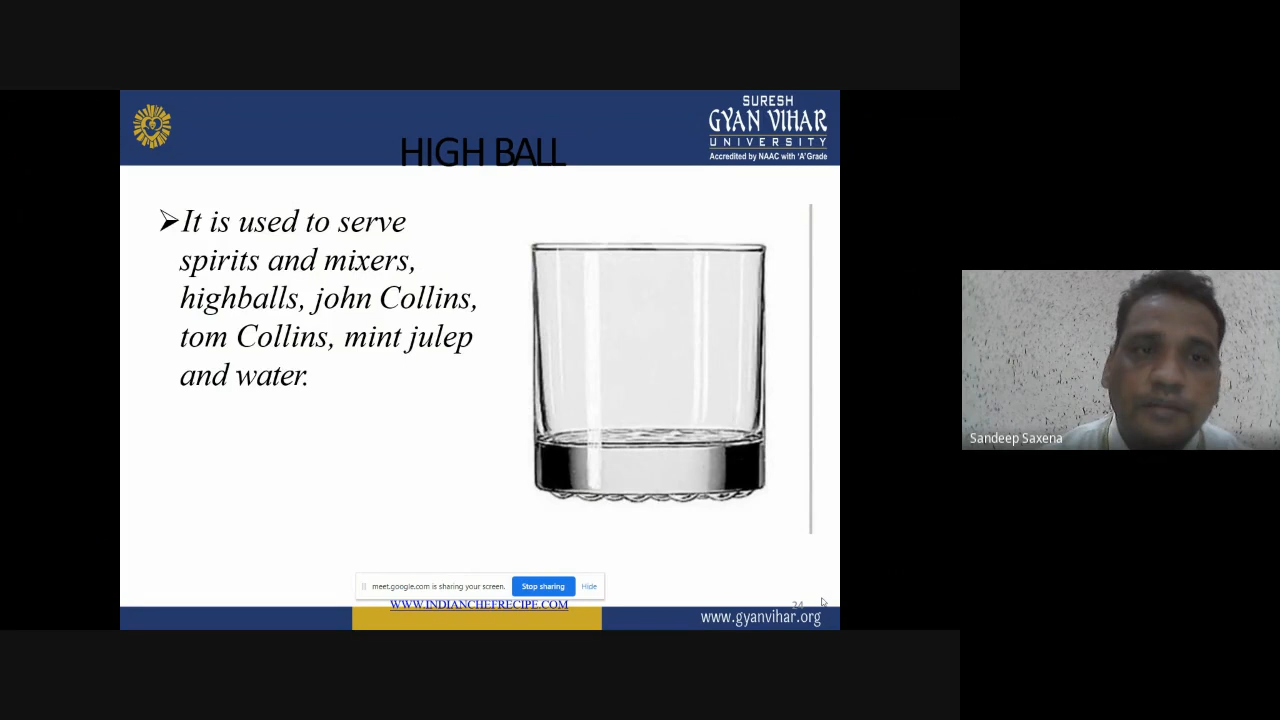 SURESH
GYAN VIHAR
UNIVERSITY
Accredited by NAAC with 'A' Grade
HIGH BALL
➢It is used to serve
spirits and mixers,
highballs, john Collins,
tom Collins, mint julep
and water.
Sandeep Saxena
meet.google.com is sharing your screen. Stop sharing Hide
WWW.INDIANCHEFRECIPE.COM
24
www.gyanvihar.org